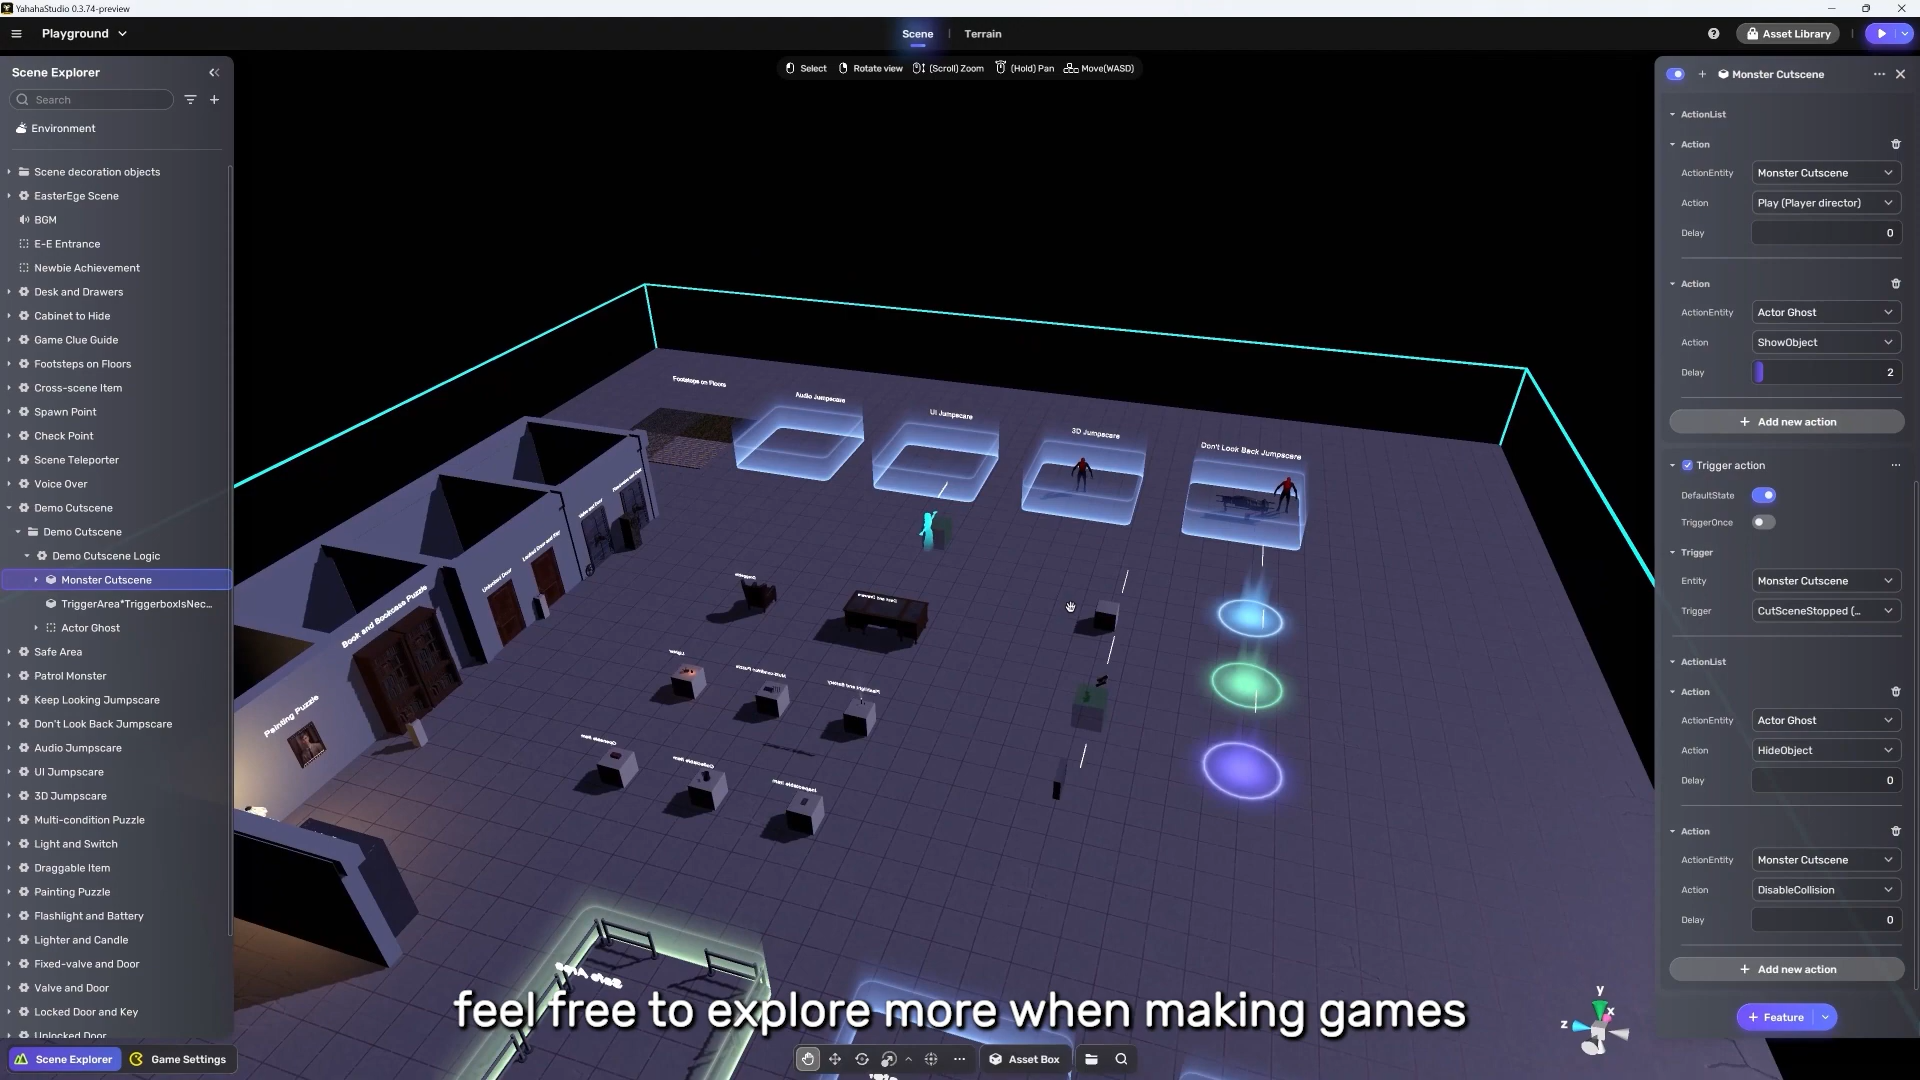 YahahaStudio 0.3.74-preview
Playground
Scene
Terrain
Asset Library
Scene Explorer
Search
Environment
Scene decoration objects
EasterEge Scene
BGM
E-E Entrance
Newbie Achievement
Desk and Drawers
Cabinet to Hide
Game Clue Guide
Footsteps on Floors
Cross-scene Item
Spawn Point
Check Point
Scene Teleporter
Voice Over
Demo Cutscene
Demo Cutscene
Demo Cutscene Logic
Monster Cutscene
TriggerArea*TriggerboxIsNec...
Actor Ghost
Safe Area
Patrol Monster
Keep Looking Jumpscare
Don't Look Back Jumpscare
Audio Jumpscare
UI Jumpscare
3D Jumpscare
Multi-condition Puzzle
Light and Switch
Draggable Item
Painting Puzzle
Flashlight and Battery
Lighter and Candle
Fixed-valve and Door
Valve and Door
Locked Door and Key
Unlocked Door
Scene Explorer
Game Settings
Select
Rotate view
(Scroll) Zoom
(Hold) Pan
Move(WASD)
Footsteps on Floors
Audio Jumpscare
UI Jumpscare
3D Jumpscare
Don't Look Back Jumpscare
Unlocked Door
Locked Door and Key
Book and Bookcase Puzzle
Painting Puzzle
Safe Area
feel free to explore more when making games
Asset Box
Monster Cutscene
ActionList
Action
ActionEntity
Monster Cutscene
Action
Play (Player director)
Delay
0
Action
ActionEntity
Actor Ghost
Action
ShowObject
Delay
2
+ Add new action
Trigger action
DefaultState
TriggerOnce
Trigger
Entity
Monster Cutscene
Trigger
CutSceneStopped (...
ActionList
Action
ActionEntity
Actor Ghost
Action
HideObject
Delay
0
Action
ActionEntity
Monster Cutscene
Action
DisableCollision
Delay
0
+ Add new action
+ Feature
y
x
z